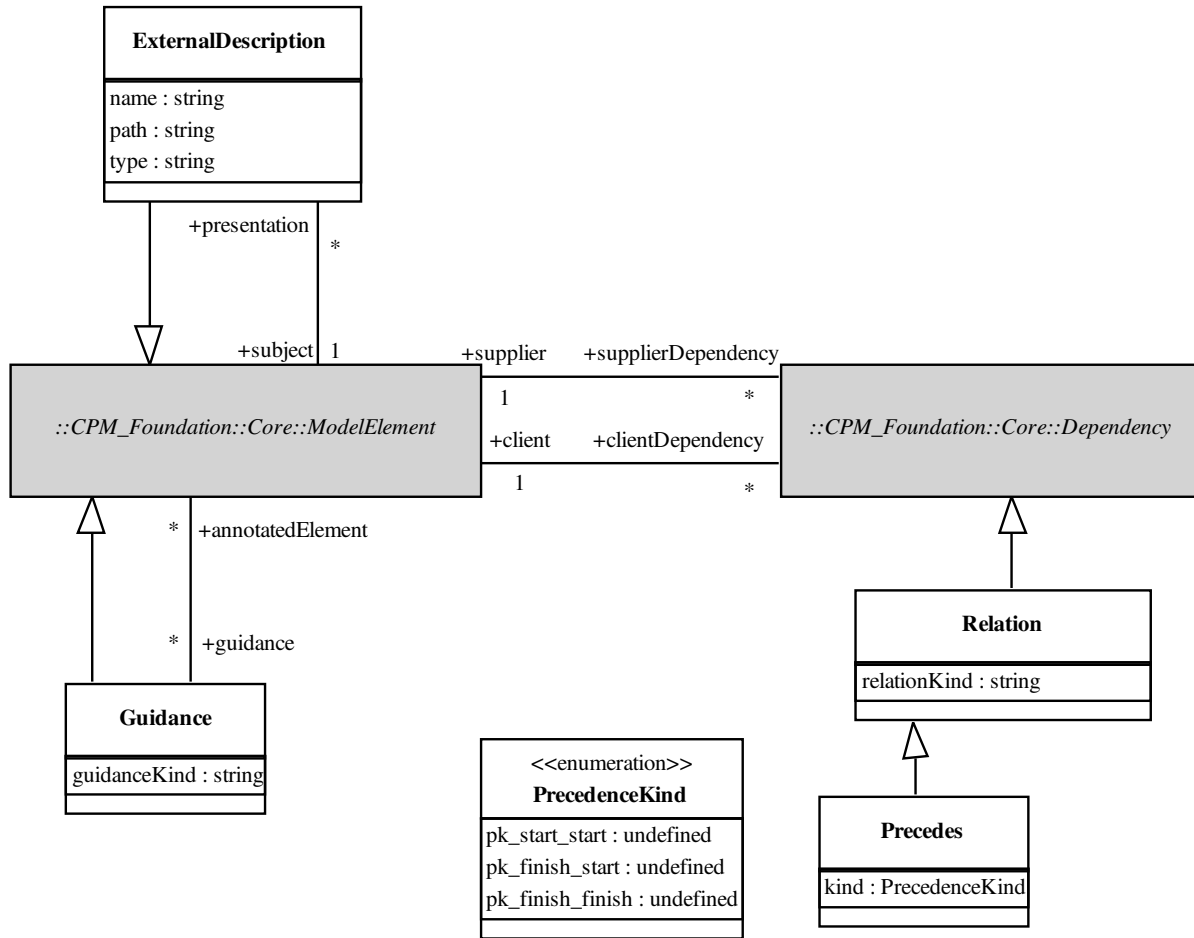 ExternalDescription
name : string
path : string
type : string
+presentation
*
+subject
1
+supplier
+supplierDependency
1
*
::CPM_Foundation::Core::ModelElement
::CPM_Foundation::Core::Dependency
+client
+clientDependency
1
*
*
+annotatedElement
*
+guidance
Relation
relationKind : string
Guidance
guidanceKind : string
<<enumeration>>
PrecedenceKind
pk_start_start : undefined
pk_finish_start : undefined
pk_finish_finish : undefined
Precedes
kind : PrecedenceKind